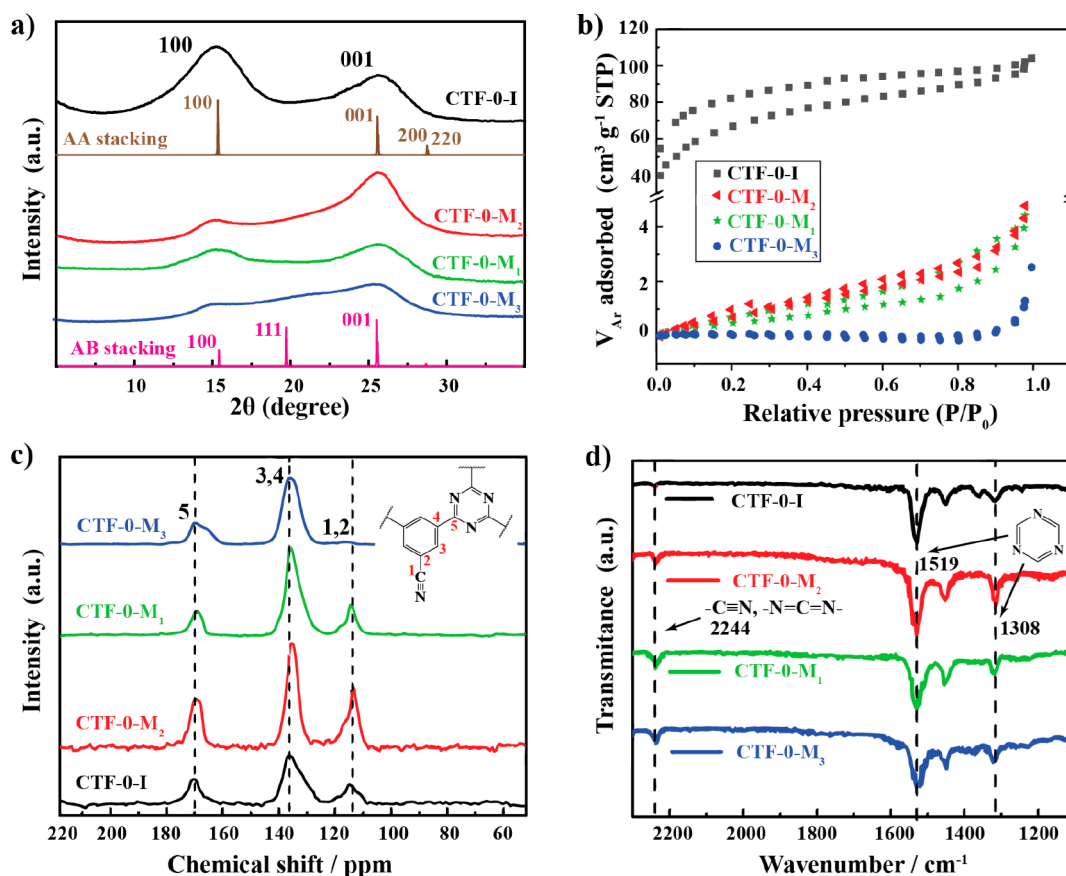 a)
Intensity (a.u.)
100
001
CTF-0-I
100
001
200
220
AA stacking
CTF-0-M₂
CTF-0-M₁
CTF-0-M₃
AB stacking
100
111
001
10 15 20 25 30
2θ (degree)
b)
V_Ar adsorbed (cm³ g⁻¹ STP)
120
100
80
60
40
4
2
0
CTF-0-I
CTF-0-M₂
CTF-0-M₁
CTF-0-M₃
0.0 0.2 0.4 0.6 0.8 1.0
Relative pressure (P/P₀)
c)
Intensity (a.u.)
5
3,4
1,2
CTF-0-M₃
CTF-0-M₁
CTF-0-M₂
CTF-0-I
N
N
N
4
5
3
2
1
N
220 200 180 160 140 120 100 80 60
Chemical shift / ppm
d)
Transmitance (a.u.)
CTF-0-I
CTF-0-M₂
CTF-0-M₁
CTF-0-M₃
N
N
N
1519
1308
-C≡N, -N=C=N-
2244
2200 2000 1800 1600 1400 1200
Wavenumber / cm⁻¹